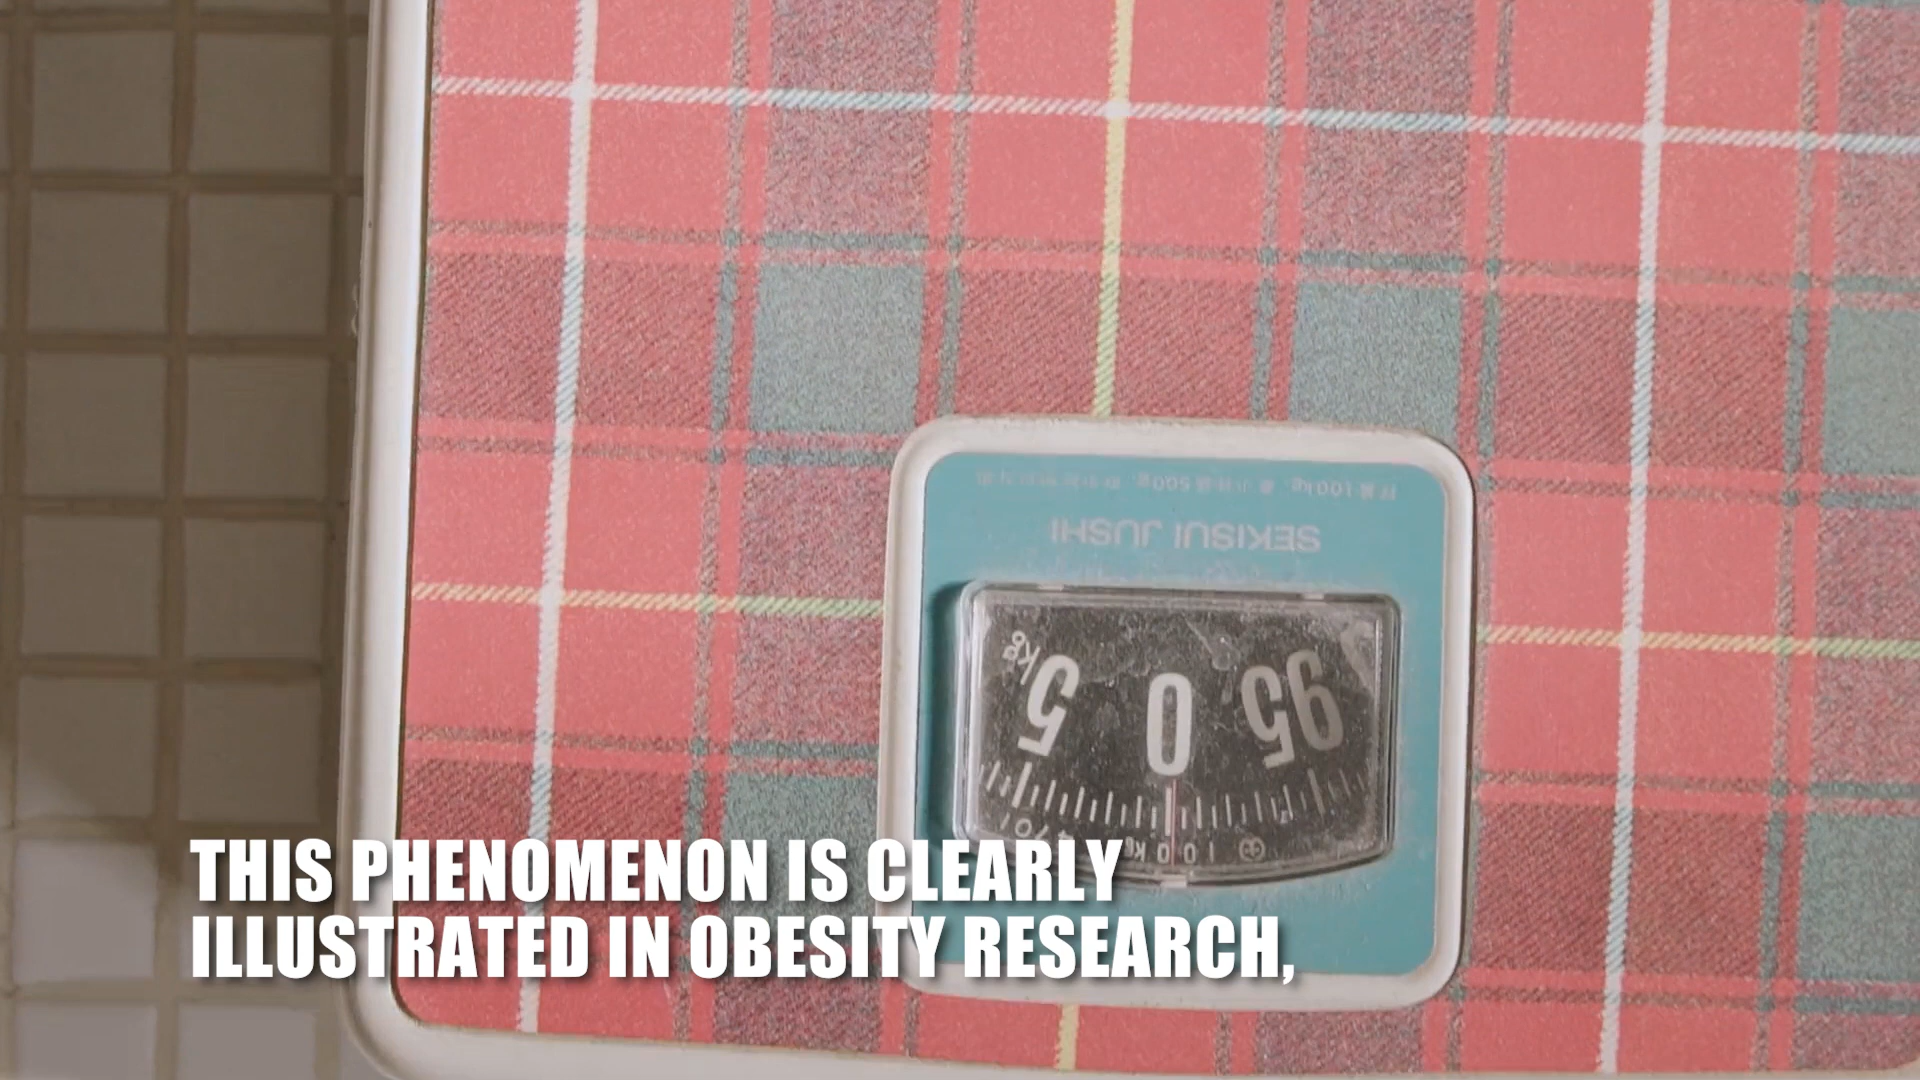 SEKISUI JUSHI
kg
5 0 95
THIS PHENOMENON IS CLEARLY
ILLUSTRATED IN OBESITY RESEARCH,